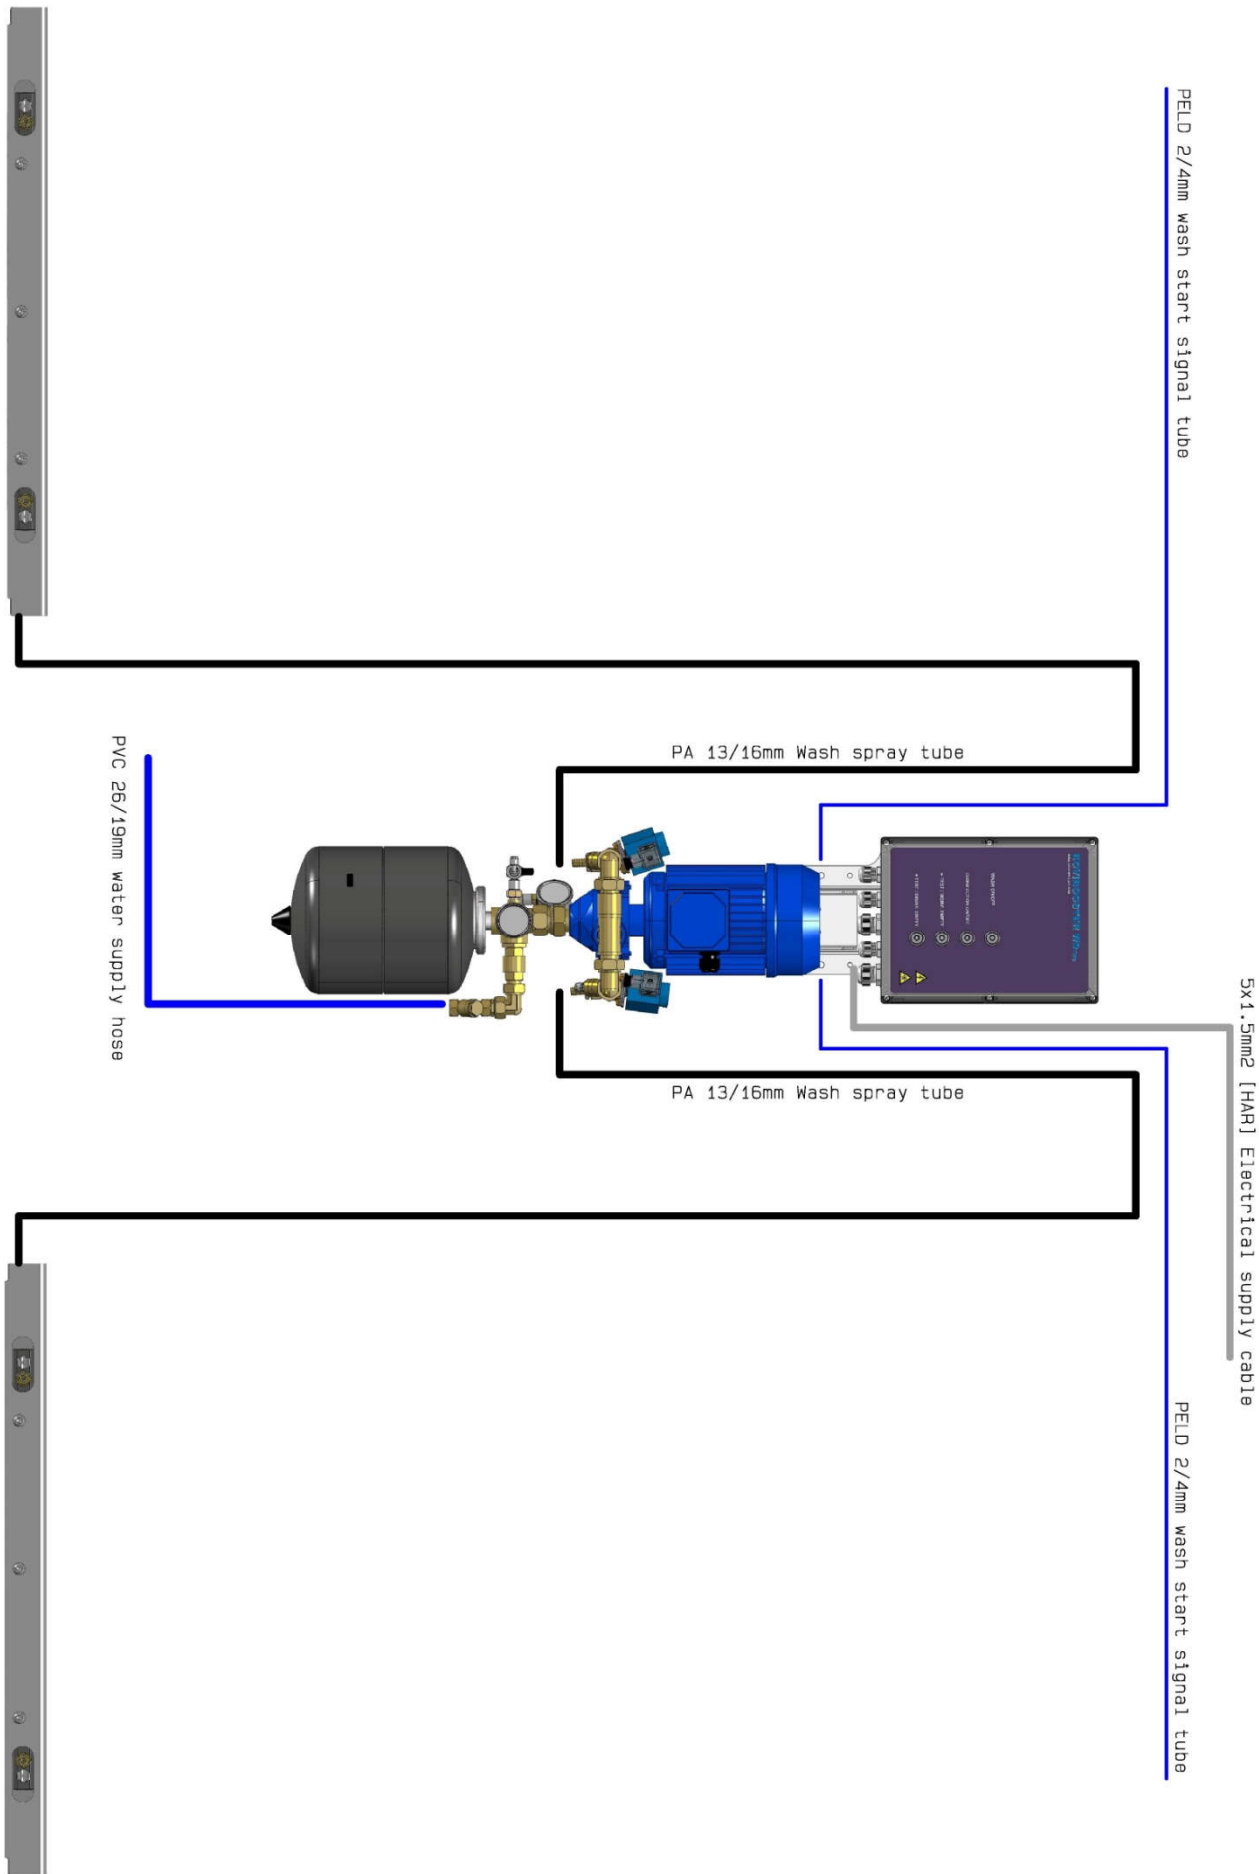 PELD 2/4mm wash start signal tube
PA 13/16mm Wash spray tube
PVC 26/19mm water supply hose
5x1.5mm2 [HAR] Electrical supply cable
PA 13/16mm Wash spray tube
PELD 2/4mm wash start signal tube